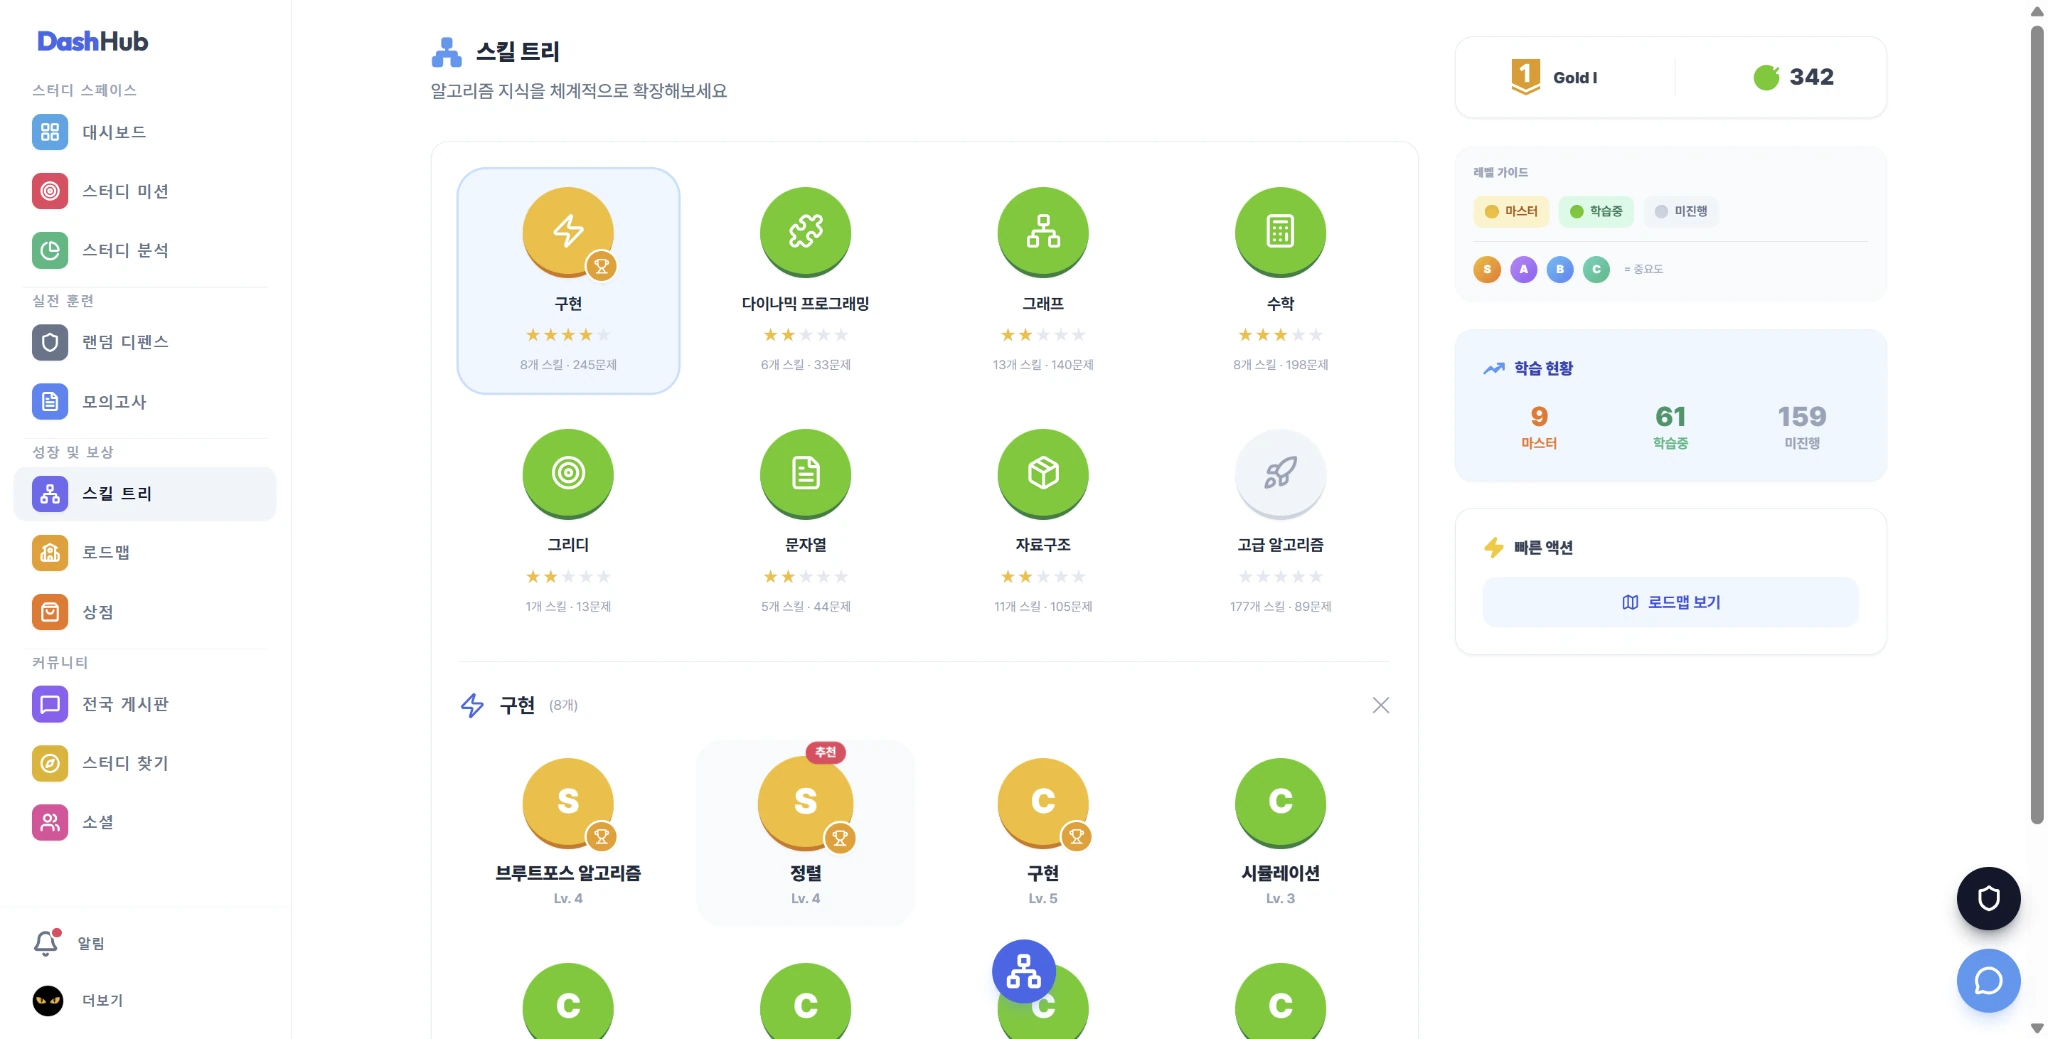 DashHub
스터디 스페이스
대시보드
스터디 미션
스터디 분석
실전 훈련
랜덤 디펜스
모의고사
성장 및 보상
스킬 트리
로드맵
상점
커뮤니티
전국 게시판
스터디 찾기
소셜
알림
더보기
스킬 트리
알고리즘 지식을 체계적으로 확장해보세요
구현
8개 스킬 · 245문제
다이나믹 프로그래밍
6개 스킬 · 33문제
그래프
13개 스킬 · 140문제
수학
8개 스킬 · 198문제
그리디
1개 스킬 · 13문제
문자열
5개 스킬 · 44문제
자료구조
11개 스킬 · 105문제
고급 알고리즘
177개 스킬 · 89문제
구현 (8개)
S
브루트포스 알고리즘
Lv. 4
추천
S
정렬
Lv. 4
C
구현
Lv. 5
C
시뮬레이션
Lv. 3
C
C
C
C
1 Gold I
342
레벨 가이드
마스터 학습중 미진행
S A B C = 중요도
학습 현황
9 61 159
마스터 학습중 미진행
빠른 액션
로드맵 보기